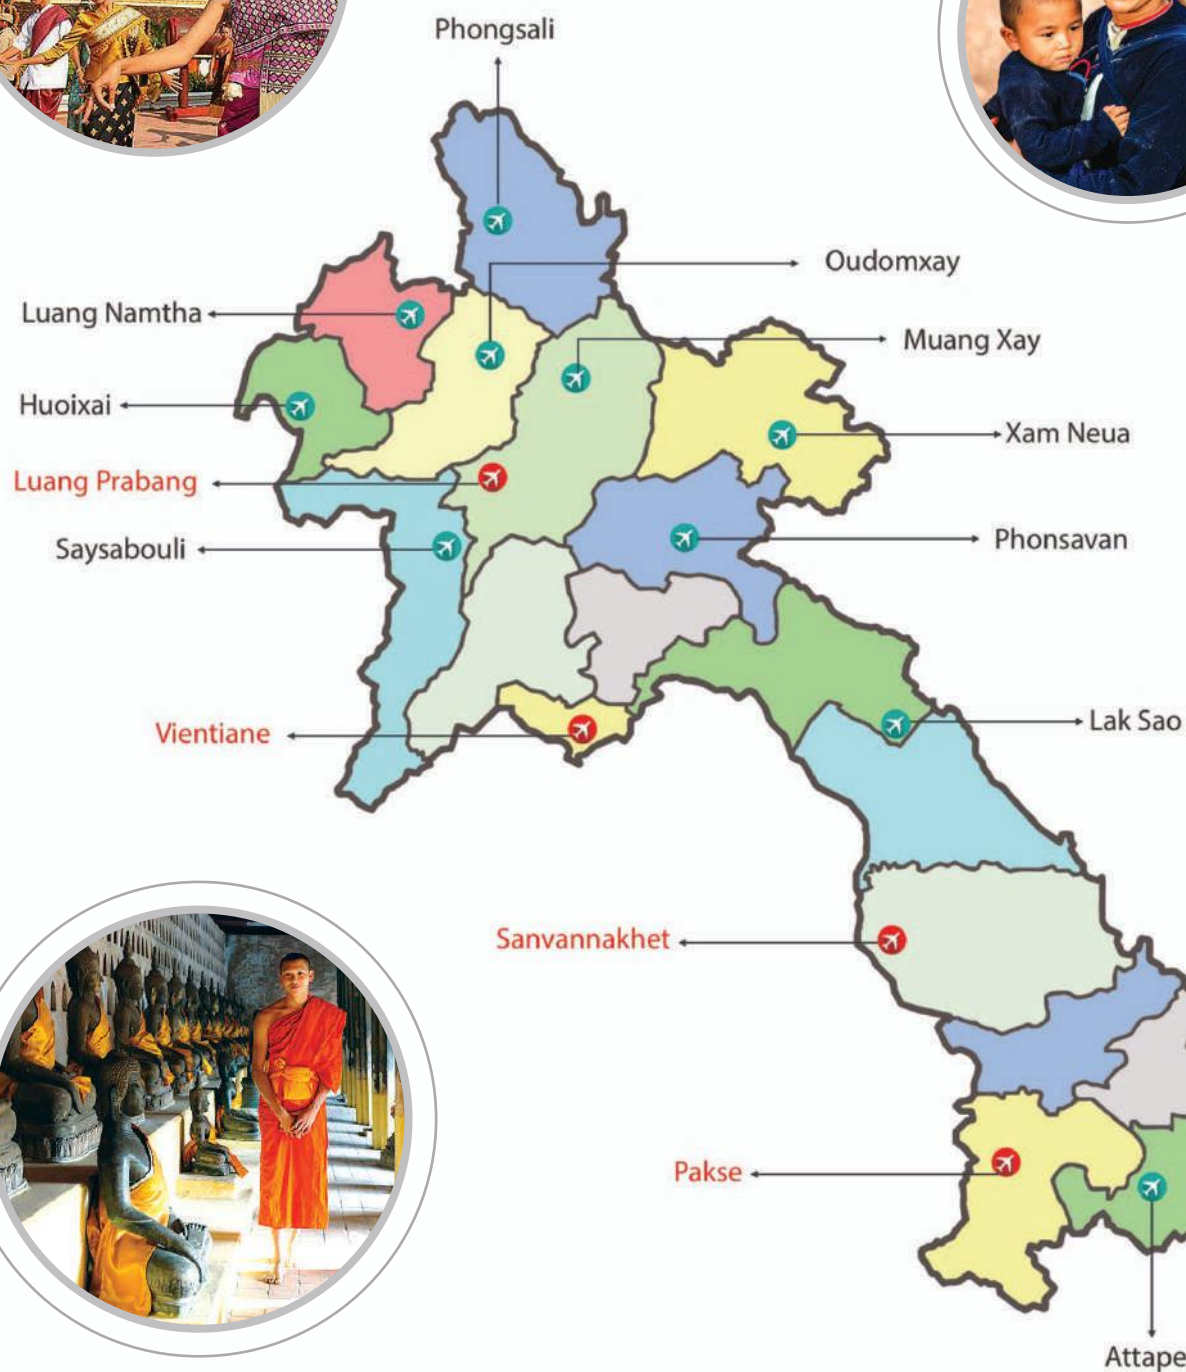 Phongsali
Oudomxay
Luang Namtha
Muang Xay
Huoixai
Xam Neua
Luang Prabang
Phonsavan
Saysabouli
Lak Sao
Vientiane
Sanvannakhet
Pakse
Attape